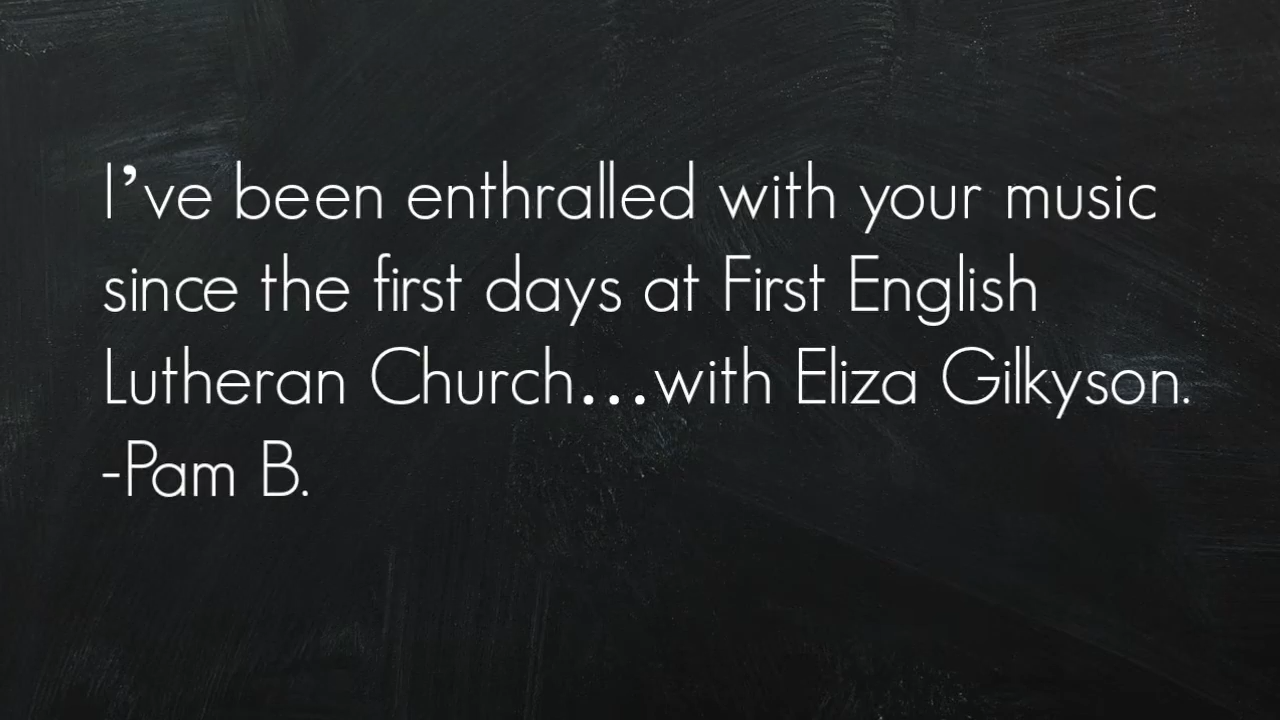 I’ve been enthralled with your music
since the first days at First English
Lutheran Church...with Eliza Gilkyson.
-Pam B.